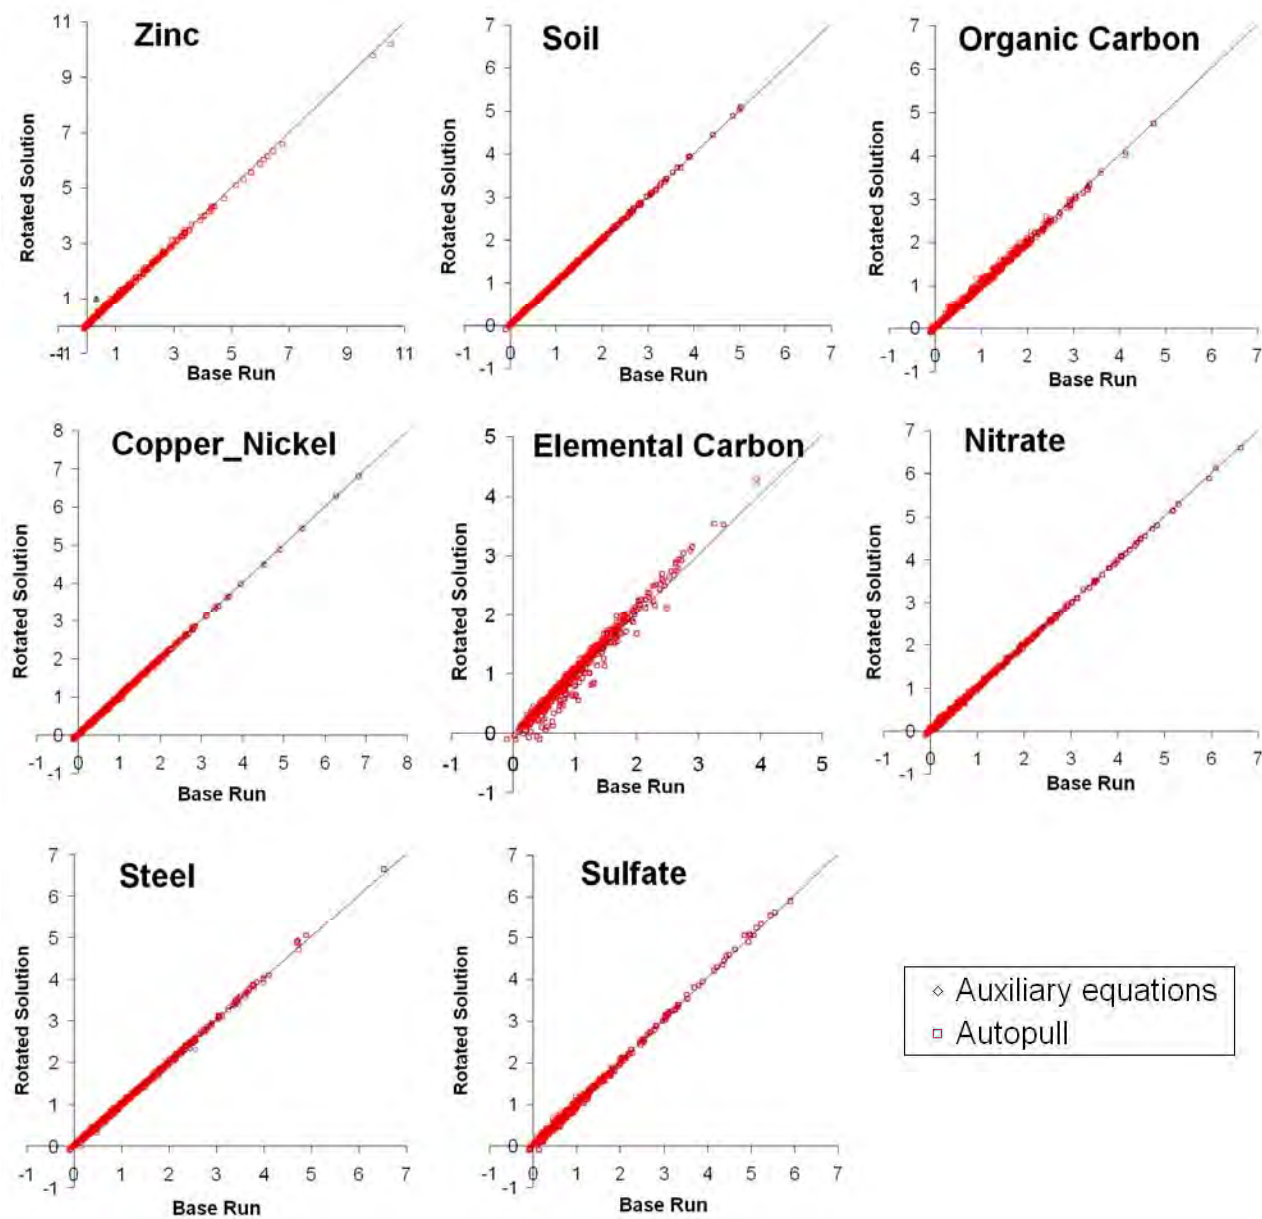 Zinc
Rotated Solution
11
9
7
5
3
1
-1
-1 1 3 5 7 9 11
Base Run
Soil
Rotated Solution
7
6
5
4
3
2
1
0
-1
-1 0 1 2 3 4 5 6 7
Base Run
Organic Carbon
Rotated Solution
7
6
5
4
3
2
1
0
-1
-1 0 1 2 3 4 5 6 7
Base Run
Copper_Nickel
Rotated Solution
8
7
6
5
4
3
2
1
0
-1
-1 0 1 2 3 4 5 6 7 8
Base Run
Elemental Carbon
Rotated Solution
5
4
3
2
1
0
-1
-1 0 1 2 3 4 5
Base Run
Nitrate
Rotated Solution
7
6
5
4
3
2
1
0
-1
-1 0 1 2 3 4 5 6 7
Base Run
Steel
Rotated Solution
7
6
5
4
3
2
1
0
-1
-1 0 1 2 3 4 5 6 7
Base Run
Sulfate
Rotated Solution
7
6
5
4
3
2
1
0
-1
-1 0 1 2 3 4 5 6 7
Base Run
Auxiliary equations
Autopull